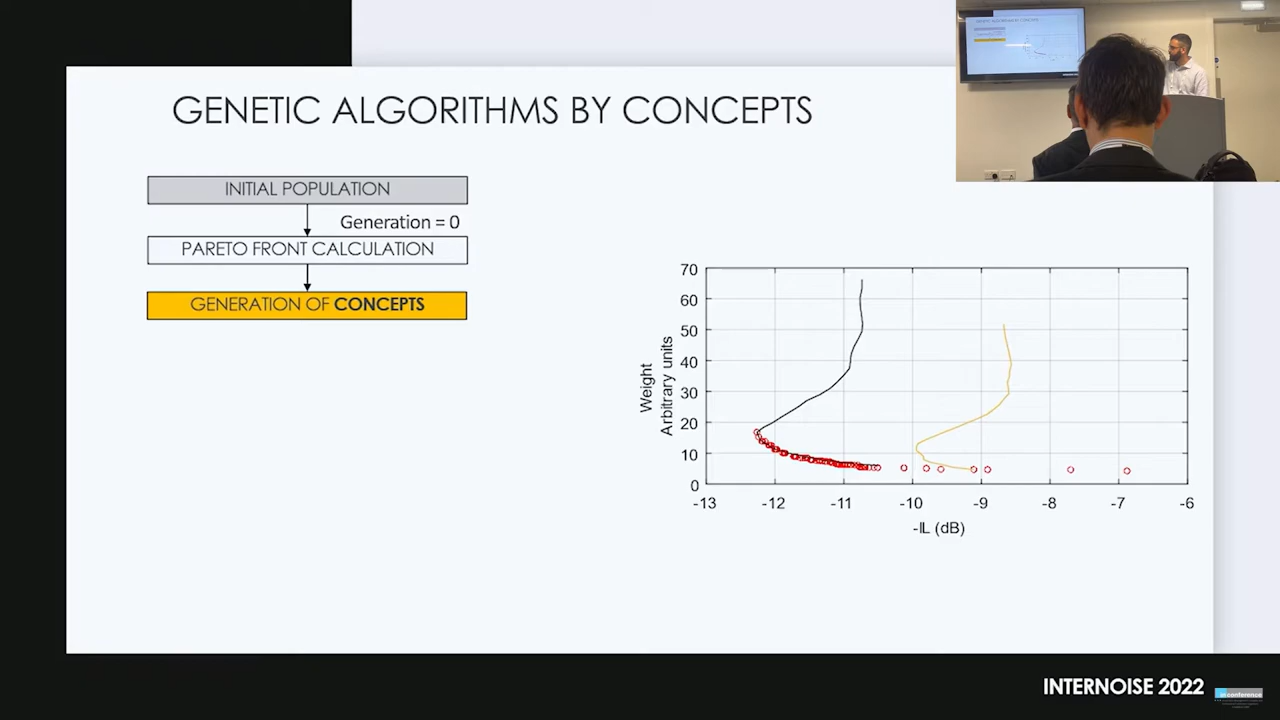 GENETIC ALGORITHMS BY CONCEPTS
INITIAL POPULATION
Generation = 0
PARETO FRONT CALCULATION
GENERATION OF CONCEPTS
Weight
Arbitrary units
70
60
50
40
30
20
10
0
-13 -12 -11 -10 -9 -8 -7 -6
-IL (dB)
INTERNOISE 2022
conference